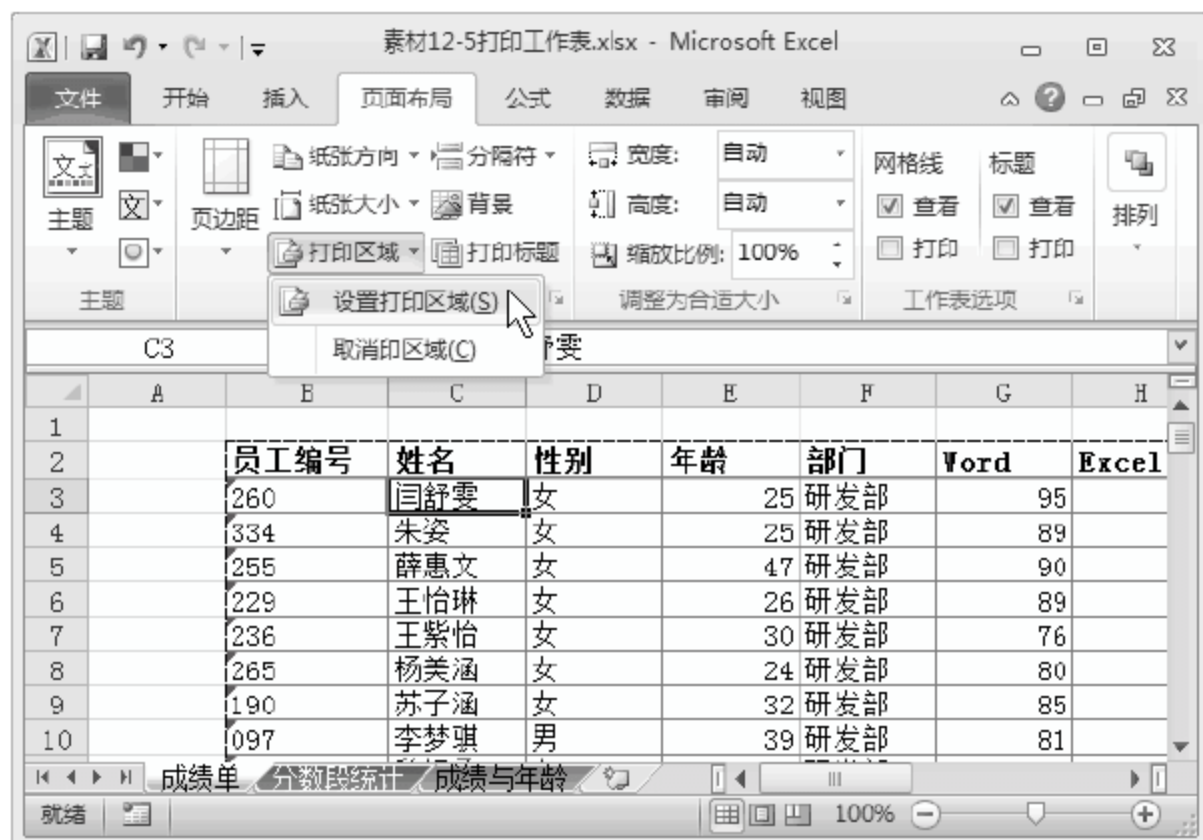 素材12-5打印工作表.xlsx - Microsoft Excel
文件 开始 插入 页面布局 公式 数据 审阅 视图
文 纸张方向 分隔符 宽度: 自动 网格线 标题
主题 文 页边距 纸张大小 背景 高度: 自动 查看 查看 排列
打印区域 打印标题 缩放比例: 100% 打印 打印
主题 设置打印区域(S) 调整为合适大小 工作表选项
取消印区域(C)
C3 舒雯
A B C D E F G H
1
2 员工编号 姓名 性别 年龄 部门 Word Excel
3 260 闫舒雯 女 25 研发部 95
4 334 朱姿 女 25 研发部 89
5 255 薛惠文 女 47 研发部 90
6 229 王怡琳 女 26 研发部 89
7 236 王紫怡 女 30 研发部 76
8 265 杨美涵 女 24 研发部 80
9 190 苏子涵 女 32 研发部 85
10 097 李梦骐 男 39 研发部 81
成绩单 分数段统计 成绩与年龄
就绪 100%